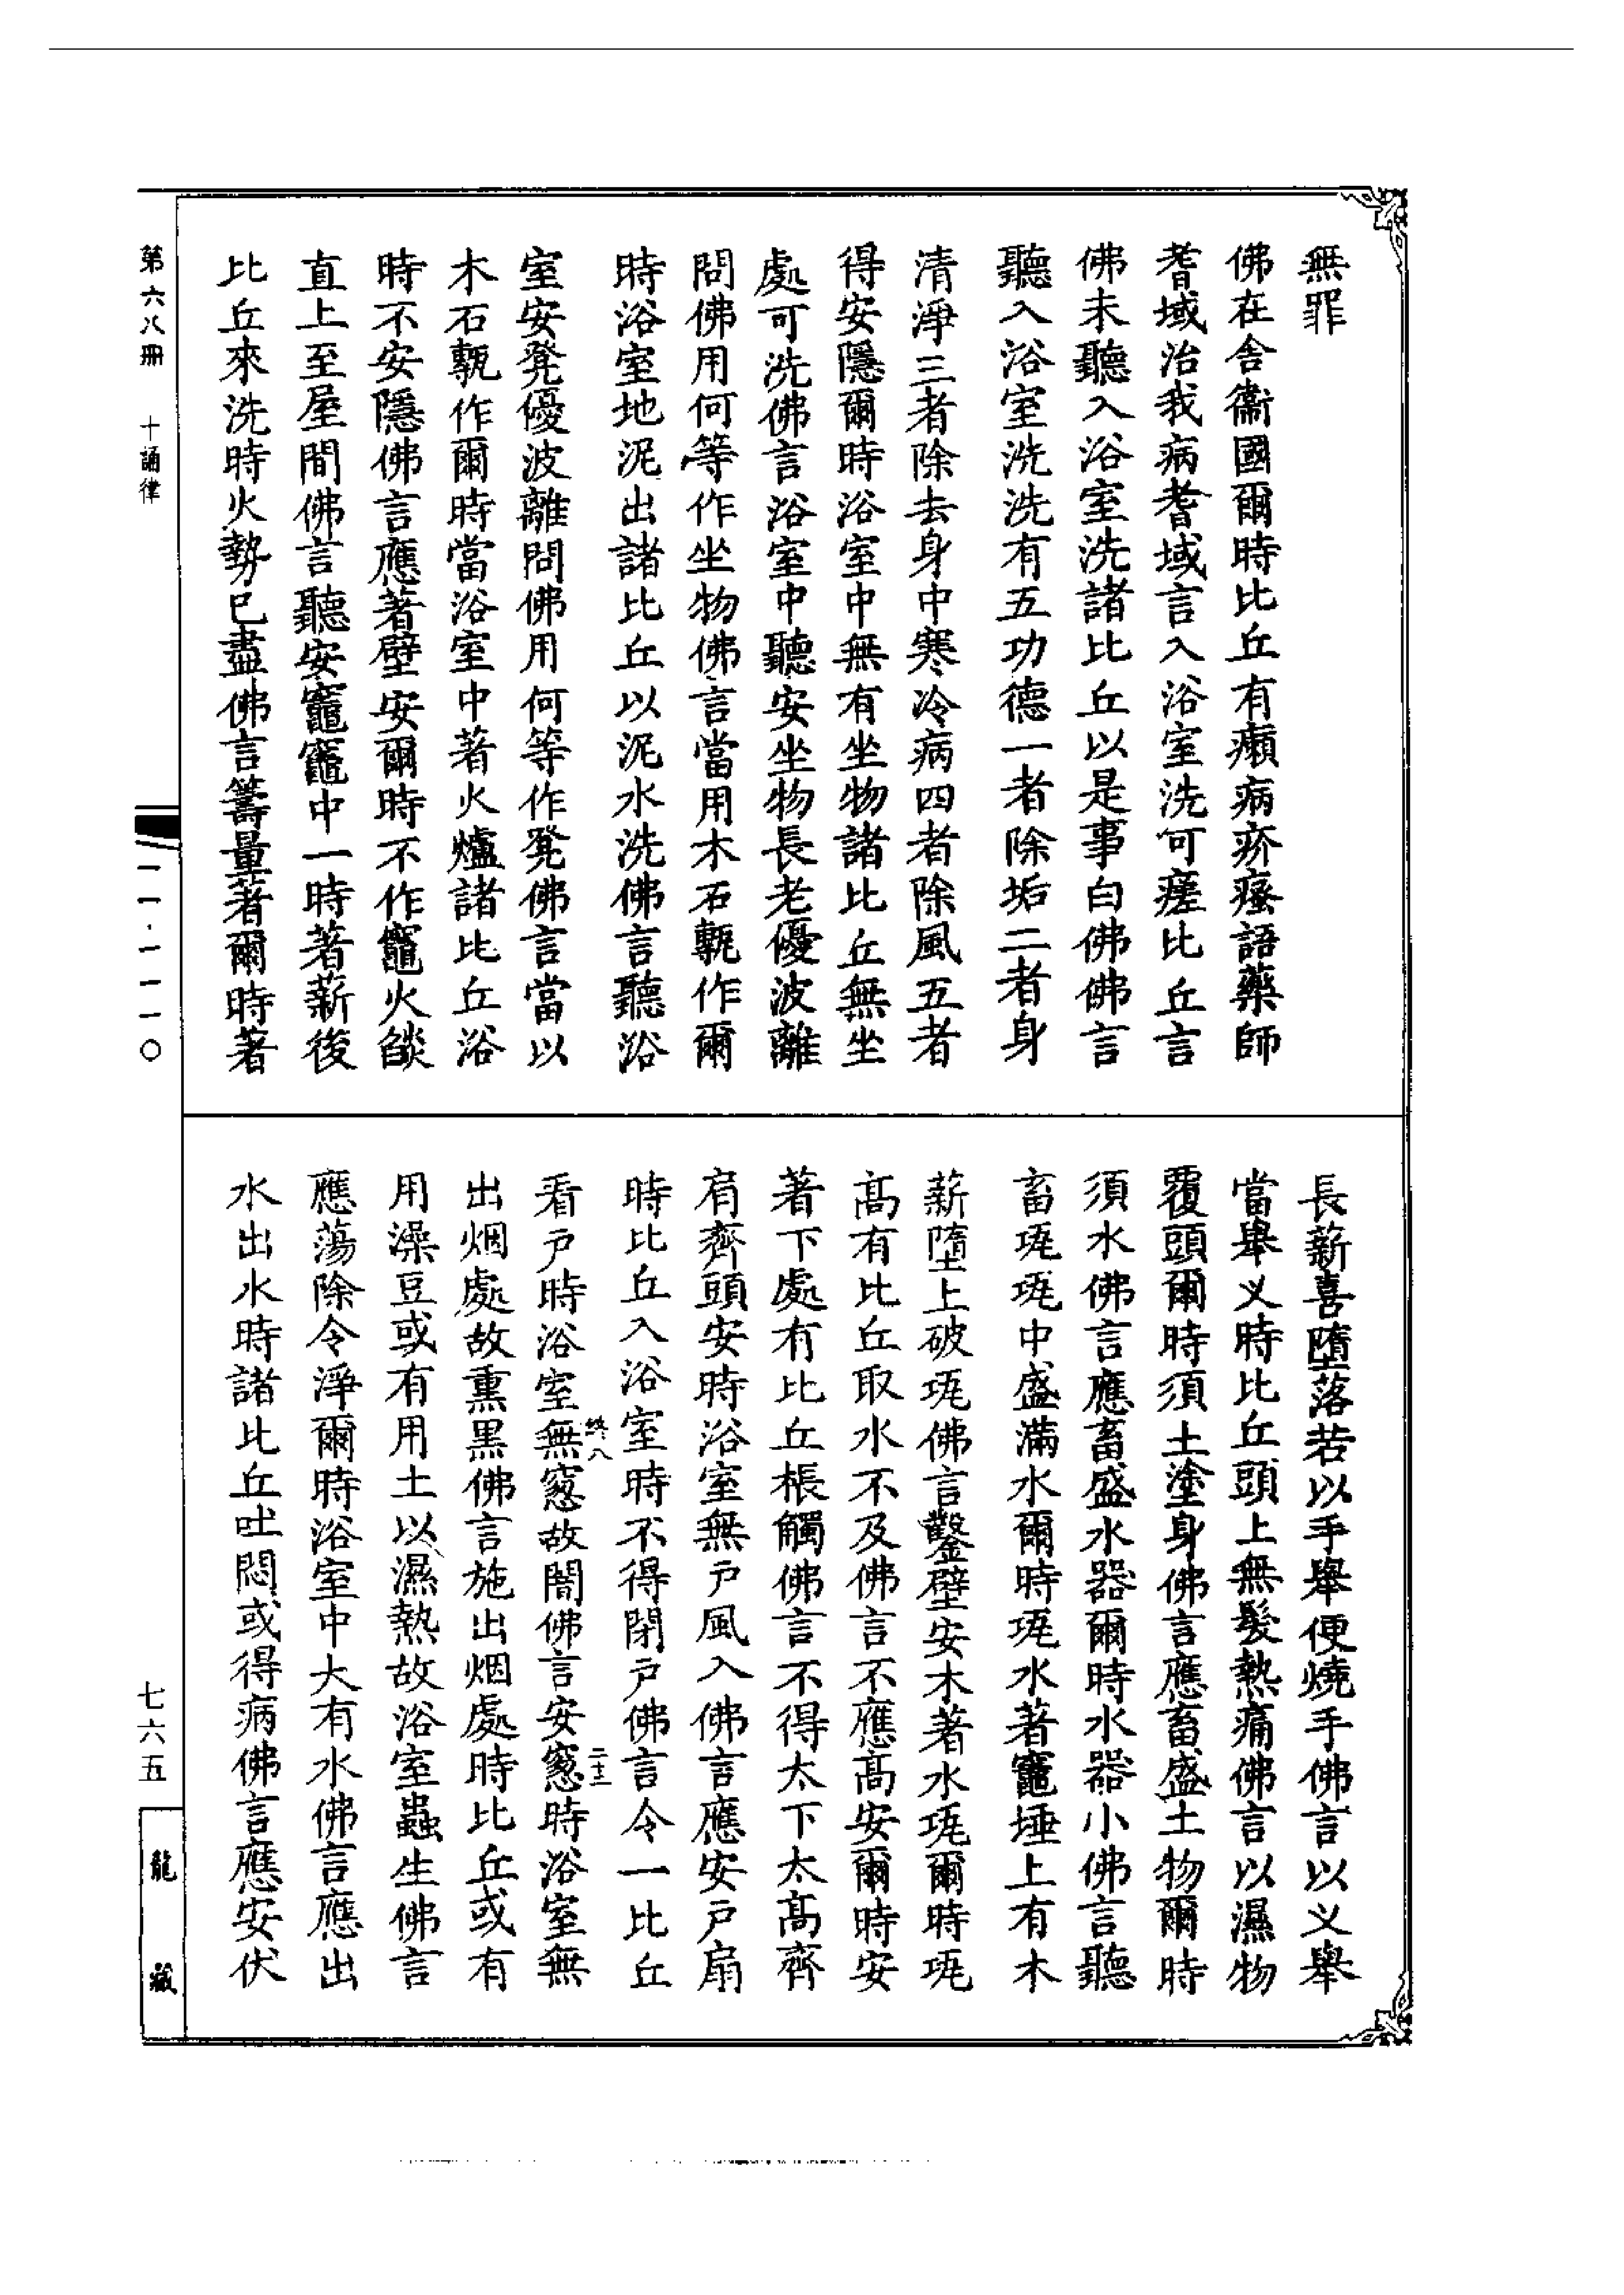 無罪
佛在舍衞國爾時比丘有癩病疥瘙語藥師
耆域治我病耆域言入浴室洗可瘥比丘言
佛未聽入浴室洗諸比丘以是事白佛佛言
聽入浴室洗洗有五功德一者除垢二者身
清淨三者除去身中寒冷病四者除風五者
得安隱爾時浴室中無有坐物諸比丘無坐
處可洗佛言浴室中聽安坐物長老優波離
問佛用何等作坐物佛言當用木石甎作爾
時浴室地泥出諸比丘以泥水洗佛言聽浴
室安凳優波離問佛用何等作凳佛言當以
木石甎作爾時當浴室中著火爐諸比丘浴
時不安隱佛言應著壁安爾時不作竈火燄
直上至屋間佛言聽安竈竈中一時著薪後
比丘來洗時火勢已盡佛言籌量著爾時著
長薪喜墮落若以手舉便燒手佛言以义舉
當舉义時比丘頭上無髮熱痛佛言以濕物
覆頭爾時須土塗身佛言應畜盛土物爾時
須水佛言應畜盛水器爾時水器小佛言聽
畜瓨瓨中盛滿水爾時瓨水著竈埵上有木
薪墮上破瓨佛言鑿壁安木著水瓨爾時瓨
高有比丘取水不及佛言不應高安爾時安
著下處有比丘棖觸佛言不得太下太高齊
肩齊頭安時浴室無戶風入佛言應安戶扇
時比丘入浴室時不得閉戶佛言令一比丘
看戶時浴室無窻故闇佛言安窻時浴室無
出烟處故熏黑佛言施出烟處時比丘或有
用澡豆或有用土以濕熱故浴室蟲生佛言
應蕩除令淨爾時浴室中大有水佛言應出
水出水時諸比丘吐悶或得病佛言應安伏
終八
二十三
第六八冊　十誦律
一一·一一一〇
七六五
龍藏